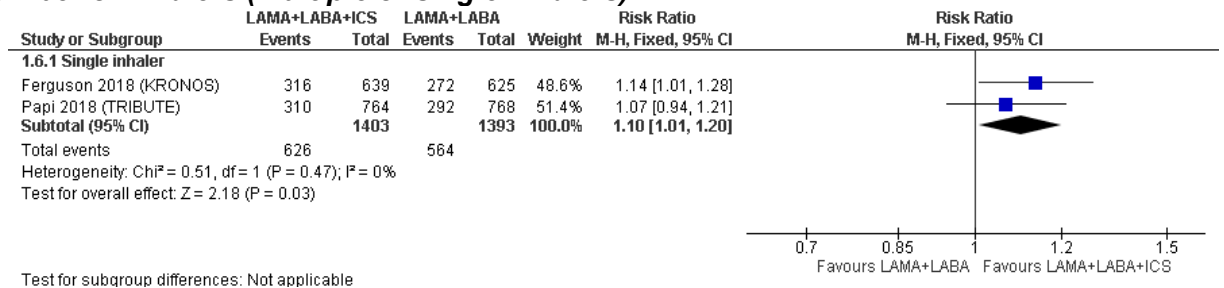 LAMA+LABA+ICS LAMA+LABA Risk Ratio Risk Ratio
Study or Subgroup Events Total Events Total Weight M-H, Fixed, 95% CI M-H, Fixed, 95% CI
1.6.1 Single inhaler
Ferguson 2018 (KRONOS) 316 639 272 625 48.6% 1.14 [1.01, 1.28]
Papi 2018 (TRIBUTE) 310 764 292 768 51.4% 1.07 [0.94, 1.21]
Subtotal (95% CI) 1403 1393 100.0% 1.10 [1.01, 1.20]
Total events 626 564
Heterogeneity: Chi² = 0.51, df = 1 (P = 0.47); I² = 0%
Test for overall effect: Z = 2.18 (P = 0.03)
0.7 0.85 1 1.2 1.5
Favours LAMA+LABA Favours LAMA+LABA+ICS
Test for subgroup differences: Not applicable